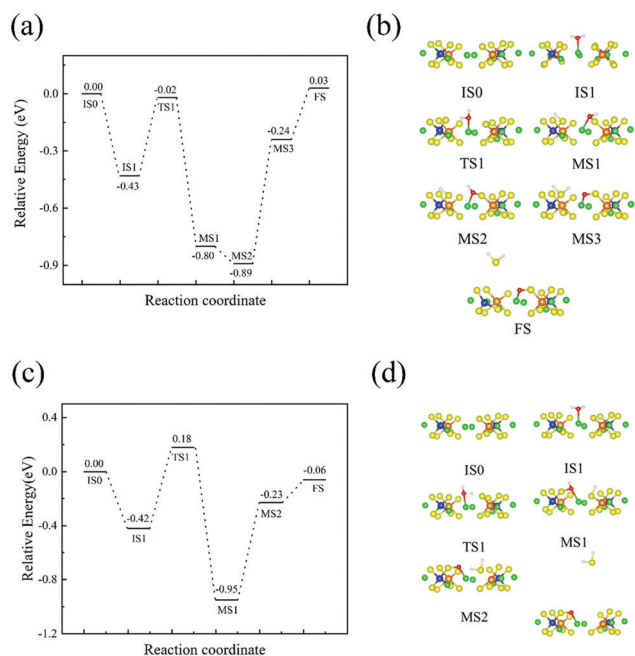 (a)
Relative Energy (eV)
0.0
-0.3
-0.6
-0.9
0.00
IS0
IS1
-0.43
-0.02
TS1
MS1
-0.80
MS2
-0.89
-0.24
MS3
0.03
FS
Reaction coordinate
(b)
IS0 IS1
TS1 MS1
MS2 MS3
FS
(c)
Relative Energy(eV)
0.4
0.0
-0.4
-0.8
-1.2
0.00
IS0
-0.42
IS1
0.18
TS1
-0.95
MS1
-0.23
MS2
-0.06
FS
Reaction coordinate
(d)
IS0 IS1
TS1 MS1
MS2